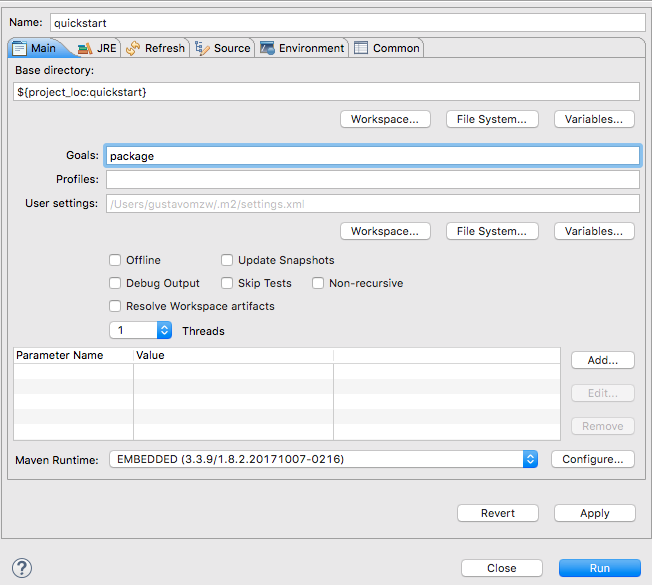 Name: quickstart
Main JRE Refresh Source Environment Common
Base directory:
${project_loc:quickstart}
Workspace... File System... Variables...
Goals: package
Profiles:
User settings: /Users/gustavomzw/.m2/settings.xml
Workspace... File System... Variables...
Offline Update Snapshots
Debug Output Skip Tests Non-recursive
Resolve Workspace artifacts
1 Threads
Parameter Name Value Add...
Edit...
Remove
Maven Runtime: EMBEDDED (3.3.9/1.8.2.20171007-0216) Configure...
Revert Apply
? Close Run